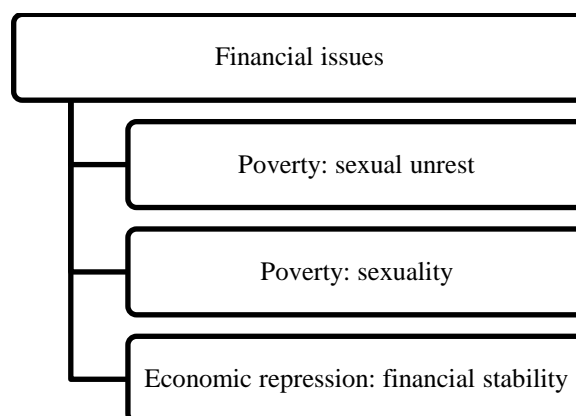 Financial issues
Poverty: sexual unrest
Poverty: sexuality
Economic repression: financial stability